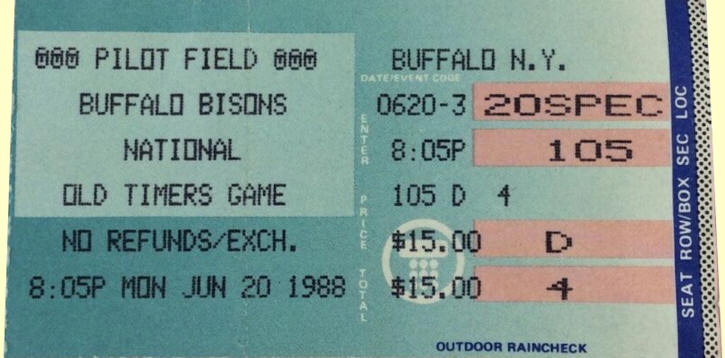 @@@ PILOT FIELD @@@
BUFFALO BISONS
NATIONAL
OLD TIMERS GAME
NO REFUNDS/EXCH.
8:05P MON JUN 20 1988
BUFFALO N.Y.
DATE/EVENT CODE
0620-3 20SPEC
8:05P 105
105 D 4
$15.00 D
$15.00 4
ENTER
PRICE
TOTAL
OUTDOOR RAINCHECK
SEAT ROW/BOX SEC LOC